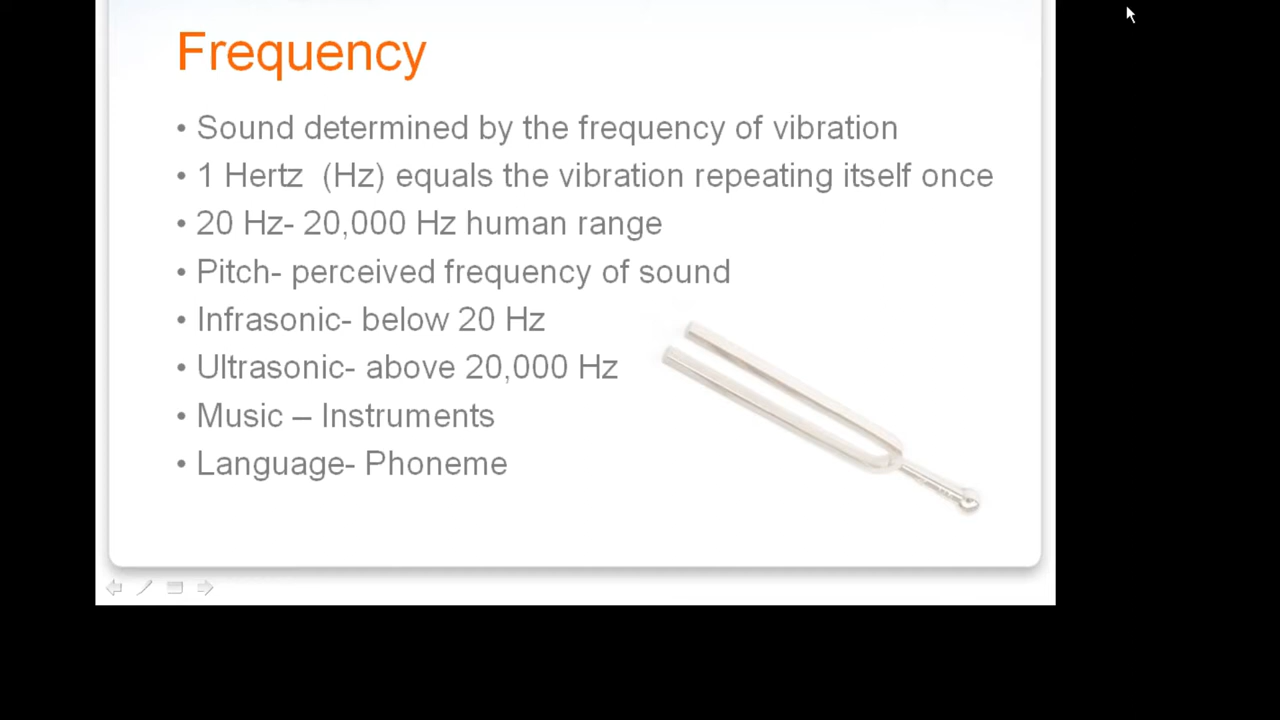 Frequency
• Sound determined by the frequency of vibration
• 1 Hertz  (Hz) equals the vibration repeating itself once
• 20 Hz- 20,000 Hz human range
• Pitch- perceived frequency of sound
• Infrasonic- below 20 Hz
• Ultrasonic- above 20,000 Hz
• Music – Instruments
• Language- Phoneme